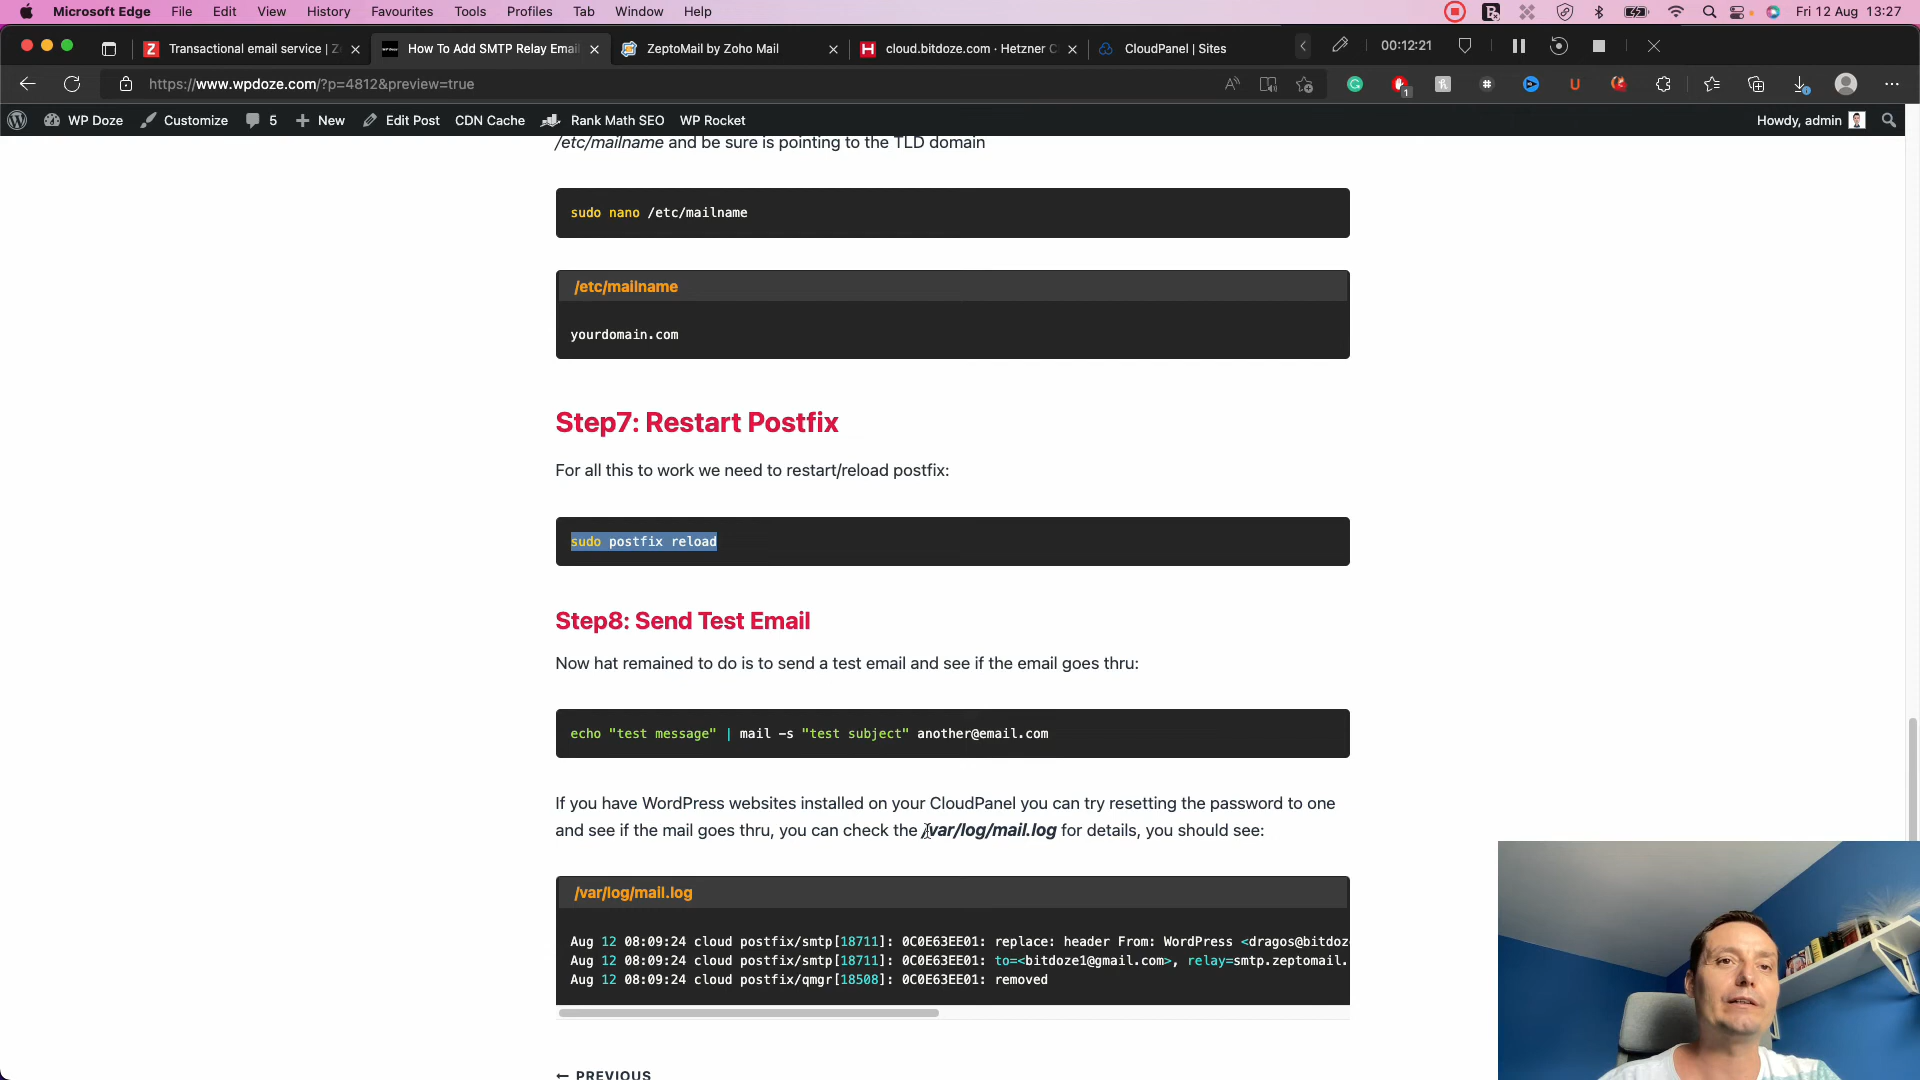 Microsoft Edge File Edit View History Favourites Tools Profiles Tab Window Help Fri 12 Aug 13:27
Transactional email service | Z How To Add SMTP Relay Email ZeptoMail by Zoho Mail cloud.bitdoze.com · Hetzner C CloudPanel | Sites 00:12:21
https://www.wpdoze.com/?p=4812&preview=true
WP Doze Customize 5 New Edit Post CDN Cache Rank Math SEO WP Rocket Howdy, admin
/etc/mailname and be sure is pointing to the TLD domain
sudo nano /etc/mailname
/etc/mailname
yourdomain.com
Step7: Restart Postfix
For all this to work we need to restart/reload postfix:
sudo postfix reload
Step8: Send Test Email
Now hat remained to do is to send a test email and see if the email goes thru:
echo "test message" | mail -s "test subject" another@email.com
If you have WordPress websites installed on your CloudPanel you can try resetting the password to one
and see if the mail goes thru, you can check the /var/log/mail.log for details, you should see:
/var/log/mail.log
Aug 12 08:09:24 cloud postfix/smtp[18711]: 0C0E63EE01: replace: header From: WordPress <dragos@bitdoz
Aug 12 08:09:24 cloud postfix/smtp[18711]: 0C0E63EE01: to=<bitdoze1@gmail.com>, relay=smtp.zeptomail.
Aug 12 08:09:24 cloud postfix/qmgr[18508]: 0C0E63EE01: removed
← PREVIOUS